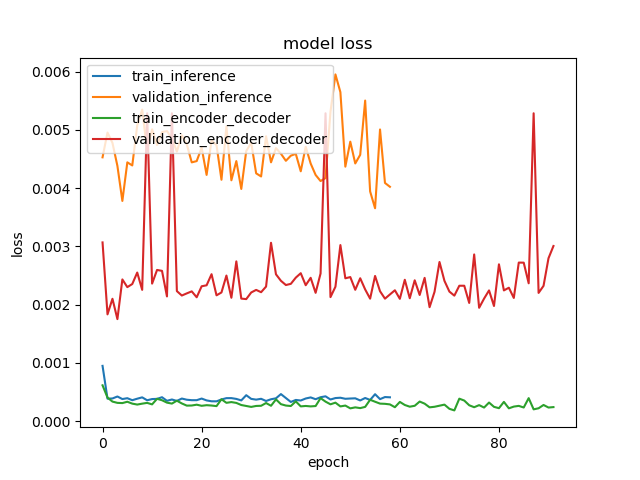 model loss
train_inference
validation_inference
train_encoder_decoder
validation_encoder_decoder
loss
0.006
0.005
0.004
0.003
0.002
0.001
0.000
0 20 40 60 80
epoch